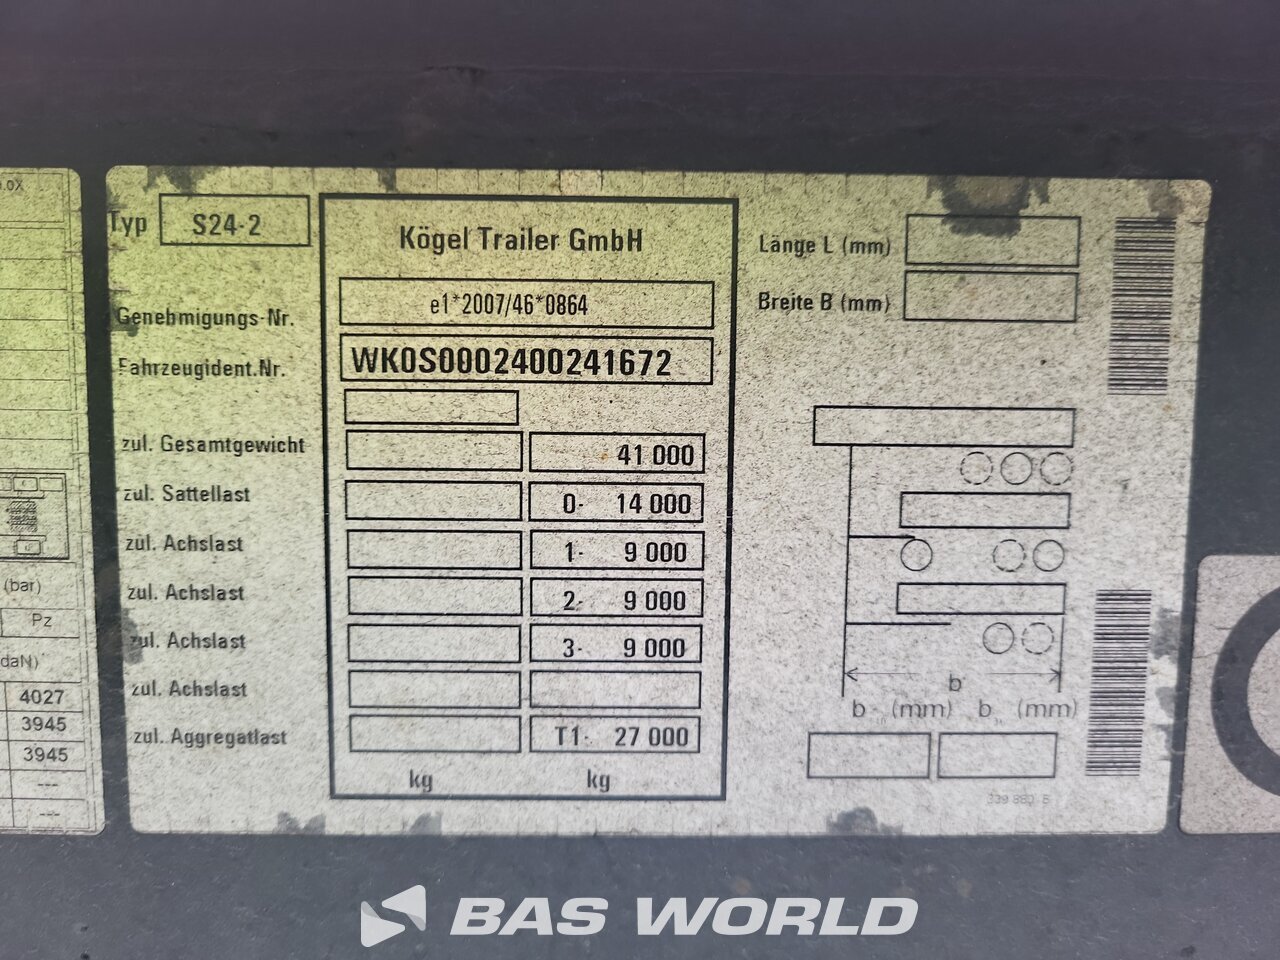 0X
Typ S24-2
Kögel Trailer GmbH
Länge L (mm)
Breite B (mm)
Genehmigungs-Nr. e1*2007/46*0864
Fahrzeugident.Nr. WK0S0002400241672
zul. Gesamtgewicht 41 000
zul. Sattellast 0- 14 000
zul. Achslast 1- 9 000
zul. Achslast 2- 9 000
zul. Achslast 3- 9 000
zul. Achslast
zul. Aggregatlast T1- 27 000
kg kg
b
b (mm) b (mm)
(bar)
Pz
daN)
4027
3945
3945
---
---
BAS WORLD